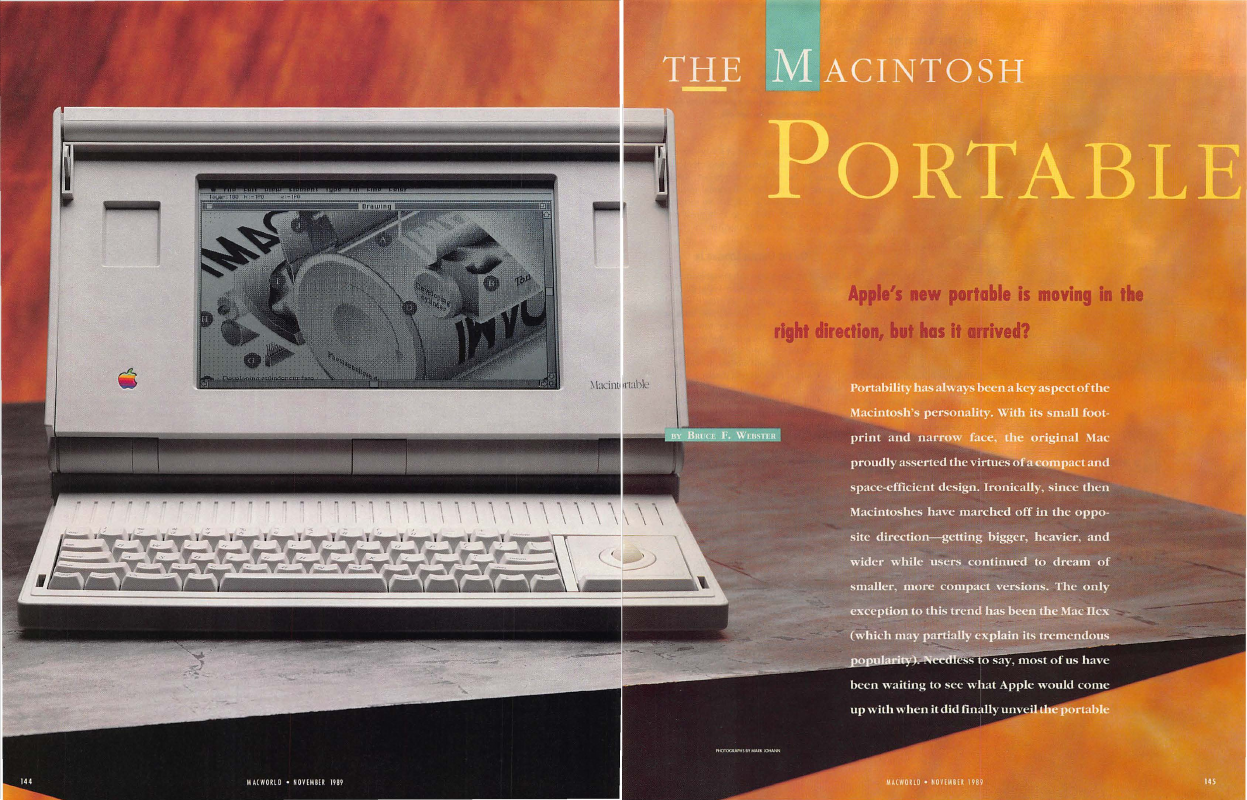 Drawing
IMAG
Macintortable
144
MACWORLD • NOVEMBER 1989
THE MACINTOSH
PORTABLE
Apple's new portable is moving in the
right direction, but has it arrived?
BY BRUCE F. WEBSTER
Portability has always been a key aspect of the
Macintosh's personality. With its small foot-
print and narrow face, the original Mac
proudly asserted the virtues of a compact and
space-efficient design. Ironically, since then
Macintoshes have marched off in the oppo-
site direction—getting bigger, heavier, and
wider while users continued to dream of
smaller, more compact versions. The only
exception to this trend has been the Mac IIcx
(which may partially explain its tremendous
popularity). Needless to say, most of us have
been waiting to see what Apple would come
up with when it did finally unveil the portable
PHOTOGRAPHS BY MARK JOHANN
MACWORLD • NOVEMBER 1989
145